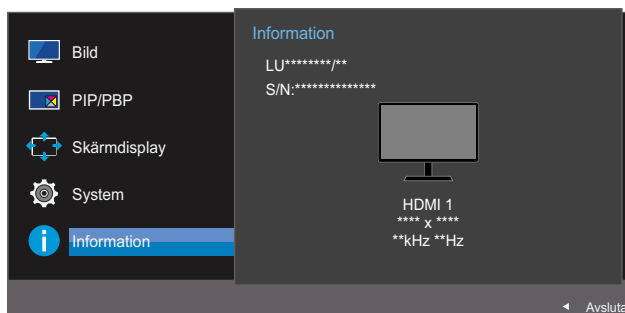 Bild
PIP/PBP
Skärmdisplay
System
Information
Information
LU********/**
S/N:**************
HDMI 1
**** x ****
**kHz **Hz
Avsluta